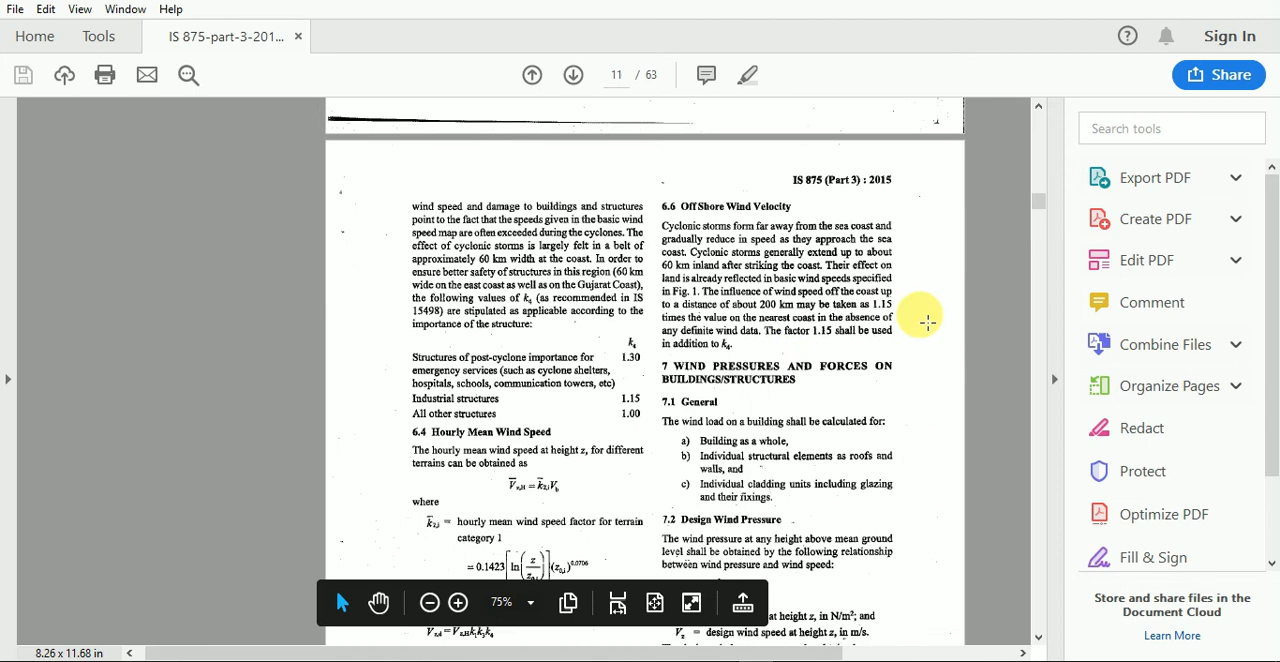 File Edit View Window Help
Home Tools IS 875-part-3-201... ×
Sign In
11 / 63
Share
IS 875 (Part 3) : 2015
wind speed and damage to buildings and structures
point to the fact that the speeds given in the basic wind
speed map are often exceeded during the cyclones. The
effect of cyclonic storms is largely felt in a belt of
approximately 60 km width at the coast. In order to
ensure better safety of structures in this region (60 km
wide on the east coast as well as on the Gujarat Coast),
the following values of k4 (as recommended in IS
15498) are stipulated as applicable according to the
importance of the structure:
k4
Structures of post-cyclone importance for 1.30
emergency services (such as cyclone shelters,
hospitals, schools, communication towers, etc)
Industrial structures 1.15
All other structures 1.00
6.4 Hourly Mean Wind Speed
The hourly mean wind speed at height z, for different
terrains can be obtained as
V̄z,H = k̄2,i Vb
where
k̄2,i = hourly mean wind speed factor for terrain
category 1
= 0.1423 [ln(z/z0,i)] (z0,i)^0.0706
6.6 Off Shore Wind Velocity
Cyclonic storms form far away from the sea coast and
gradually reduce in speed as they approach the sea
coast. Cyclonic storms generally extend up to about
60 km inland after striking the coast. Their effect on
land is already reflected in basic wind speeds specified
in Fig. 1. The influence of wind speed off the coast up
to a distance of about 200 km may be taken as 1.15
times the value on the nearest coast in the absence of
any definite wind data. The factor 1.15 shall be used
in addition to k4.
7 WIND PRESSURES AND FORCES ON
BUILDINGS/STRUCTURES
7.1 General
The wind load on a building shall be calculated for:
a) Building as a whole,
b) Individual structural elements as roofs and
walls, and
c) Individual cladding units including glazing
and their fixings.
7.2 Design Wind Pressure
The wind pressure at any height above mean ground
level shall be obtained by the following relationship
between wind pressure and wind speed:
at height z, in N/m²; and
Vz = design wind speed at height z, in m/s.
75%
8.26 x 11.68 in
Search tools
Export PDF
Create PDF
Edit PDF
Comment
Combine Files
Organize Pages
Redact
Protect
Optimize PDF
Fill & Sign
Store and share files in the
Document Cloud
Learn More